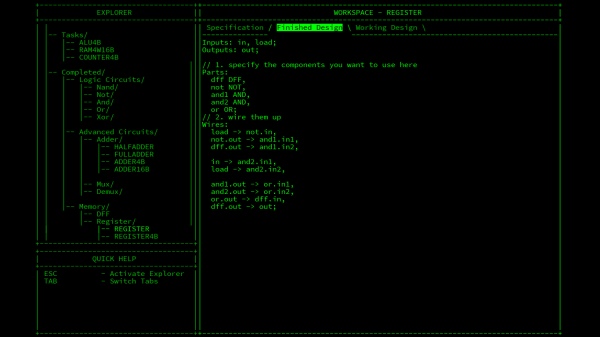 EXPLORER
|-- Tasks/
|-- ALU4B
|-- RAM4W16B
|-- COUNTER4B
|-- Completed/
|-- Logic Circuits/
|-- Nand/
|-- Not/
|-- And/
|-- Or/
|-- Xor/
|-- Advanced Circuits/
|-- Adder/
|-- HALFADDER
|-- FULLADDER
|-- ADDER4B
|-- ADDER16B
|-- Mux/
|-- Demux/
|-- Memory/
|-- DFF
|-- Register/
|-- REGISTER
|-- REGISTER4B
QUICK HELP
ESC - Activate Explorer
TAB - Switch Tabs
WORKSPACE - REGISTER
Specification / Finished Design \ Working Design \
Inputs: in, load;
Outputs: out;
// 1. specify the components you want to use here
Parts:
dff DFF,
not NOT,
and1 AND,
and2 AND,
or OR;
// 2. wire them up
Wires:
load -> not.in,
not.out -> and1.in1,
dff.out -> and1.in2,
in -> and2.in1,
load -> and2.in2,
and1.out -> or.in1,
and2.out -> or.in2,
or.out -> dff.in,
dff.out -> out;